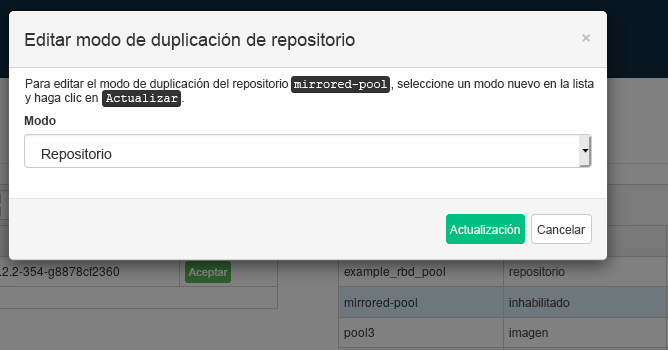 Editar modo de duplicación de repositorio
×
Para editar el modo de duplicación del repositorio mirrored-pool, seleccione un modo nuevo en la lista
y haga clic en Actualizar.
Modo
Repositorio
Actualización Cancelar
.2.2-354-g8878cf2360 Aceptar
example_rbd_pool repositorio
mirrored-pool inhabilitado
pool3 imagen